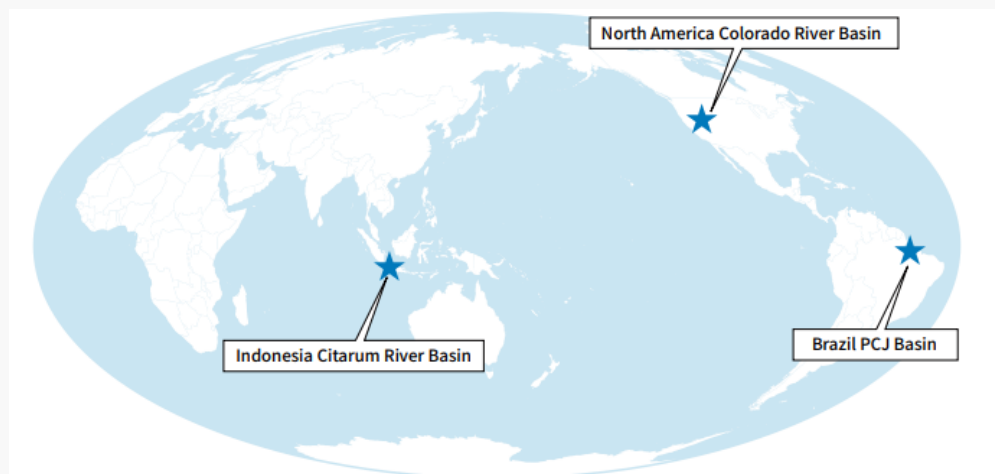 North America Colorado River Basin
Indonesia Citarum River Basin
Brazil PCJ Basin